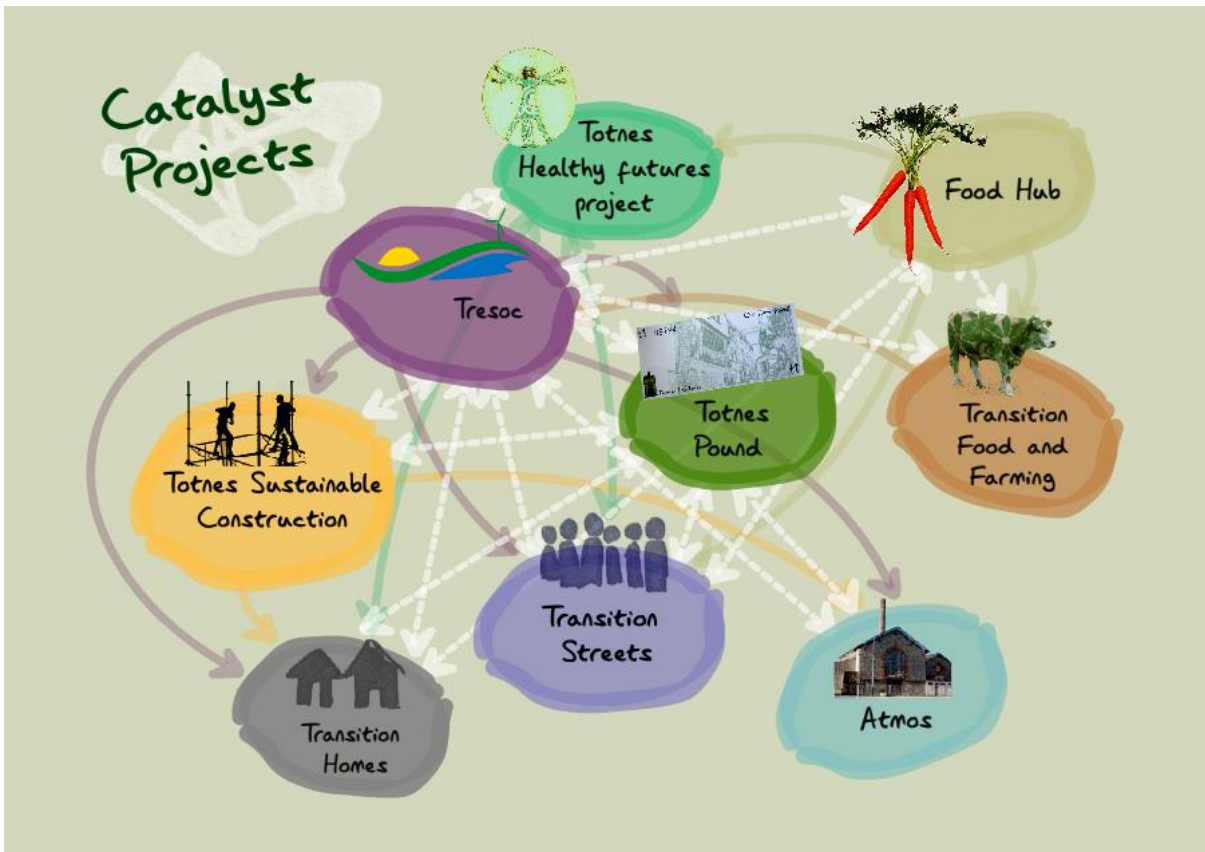 Catalyst
Projects
Totnes
Healthy futures
project
Food Hub
Tresoc
Totnes
Pound
Transition
Food and
Farming
Totnes Sustainable
Construction
Transition
Streets
Transition
Homes
Atmos